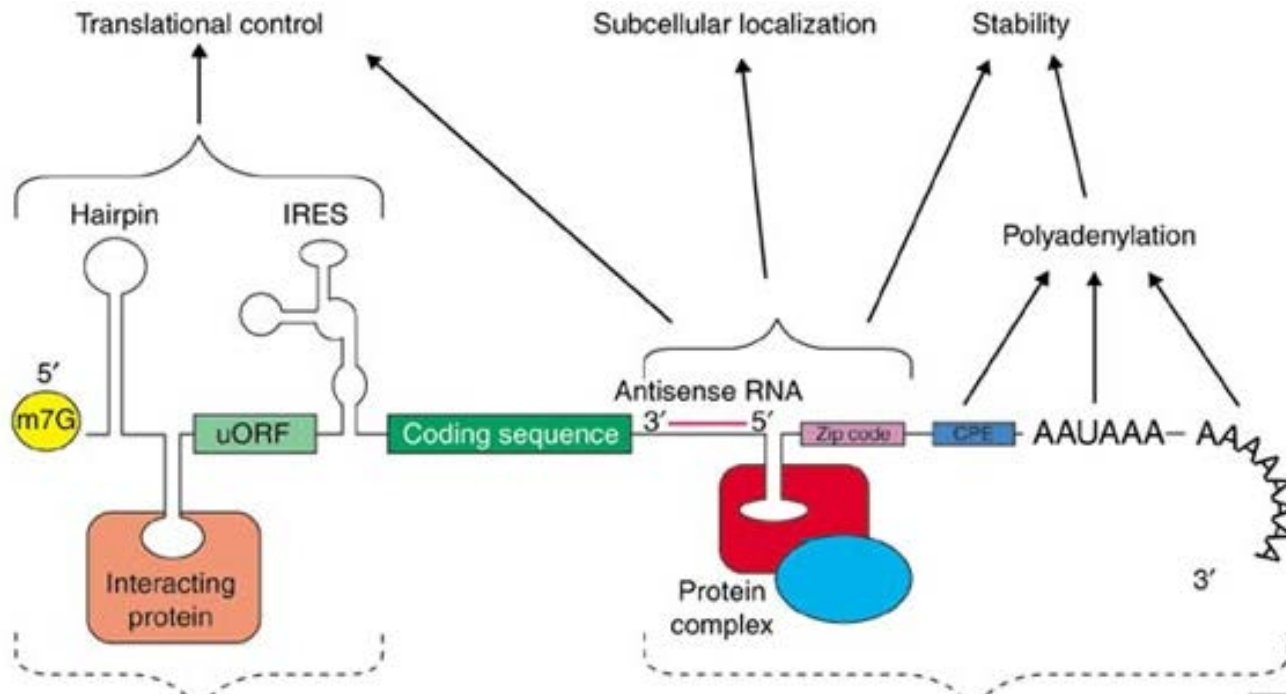 Translational control
Subcellular localization
Stability
Hairpin
IRES
Polyadenylation
5′
m7G
uORF
Coding sequence
Antisense RNA
3′
5′
Zip code
CPE
AAUAAA–
AAAAAAAA
Interacting
protein
Protein
complex
3′